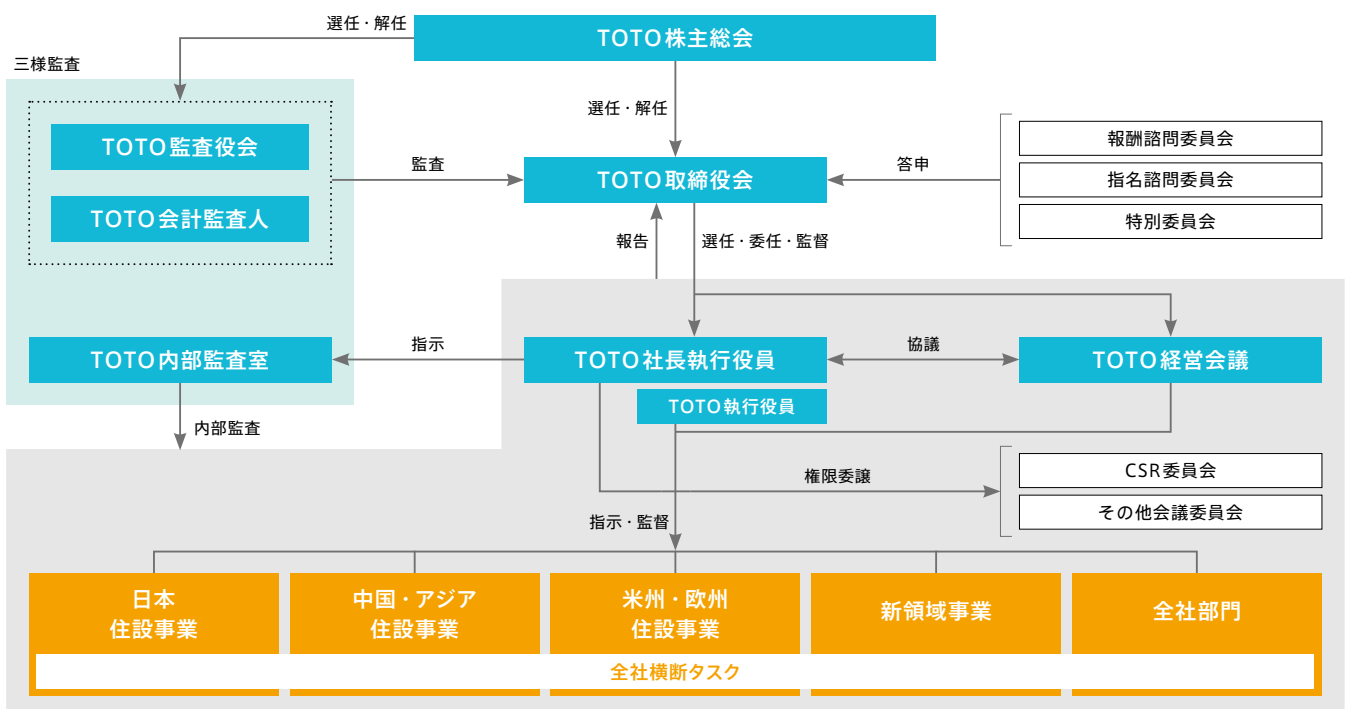 選任・解任
TOTO株主総会
三様監査
選任・解任
TOTO監査役会
TOTO会計監査人
監査
TOTO取締役会
答申
報酬諮問委員会
指名諮問委員会
特別委員会
報告
選任・委任・監督
TOTO内部監査室
指示
TOTO社長執行役員
協議
TOTO経営会議
TOTO執行役員
内部監査
権限委譲
CSR委員会
その他会議委員会
指示・監督
日本
住設事業
中国・アジア
住設事業
米州・欧州
住設事業
新領域事業
全社部門
全社横断タスク